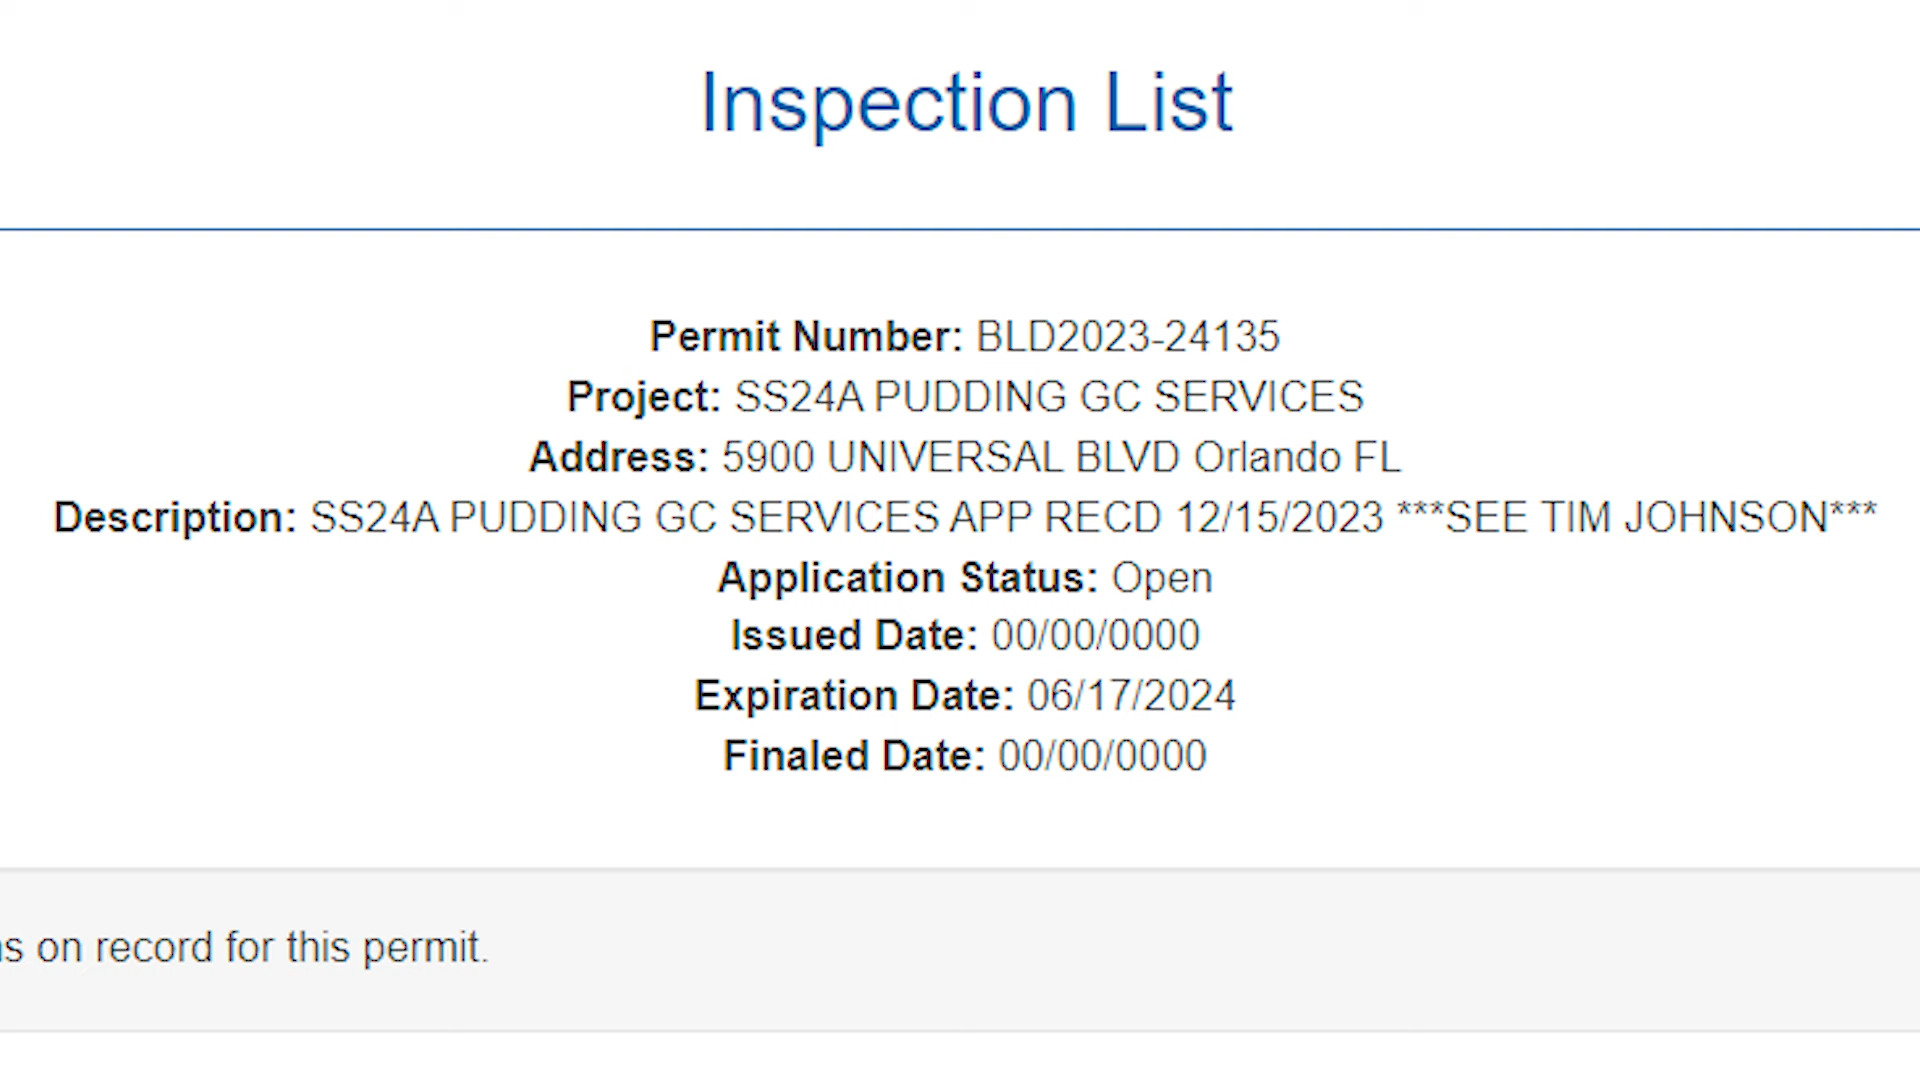 Inspection List
Permit Number: BLD2023-24135
Project: SS24A PUDDING GC SERVICES
Address: 5900 UNIVERSAL BLVD Orlando FL
Description: SS24A PUDDING GC SERVICES APP RECD 12/15/2023 ***SEE TIM JOHNSON***
Application Status: Open
Issued Date: 00/00/0000
Expiration Date: 06/17/2024
Finaled Date: 00/00/0000
on record for this permit.